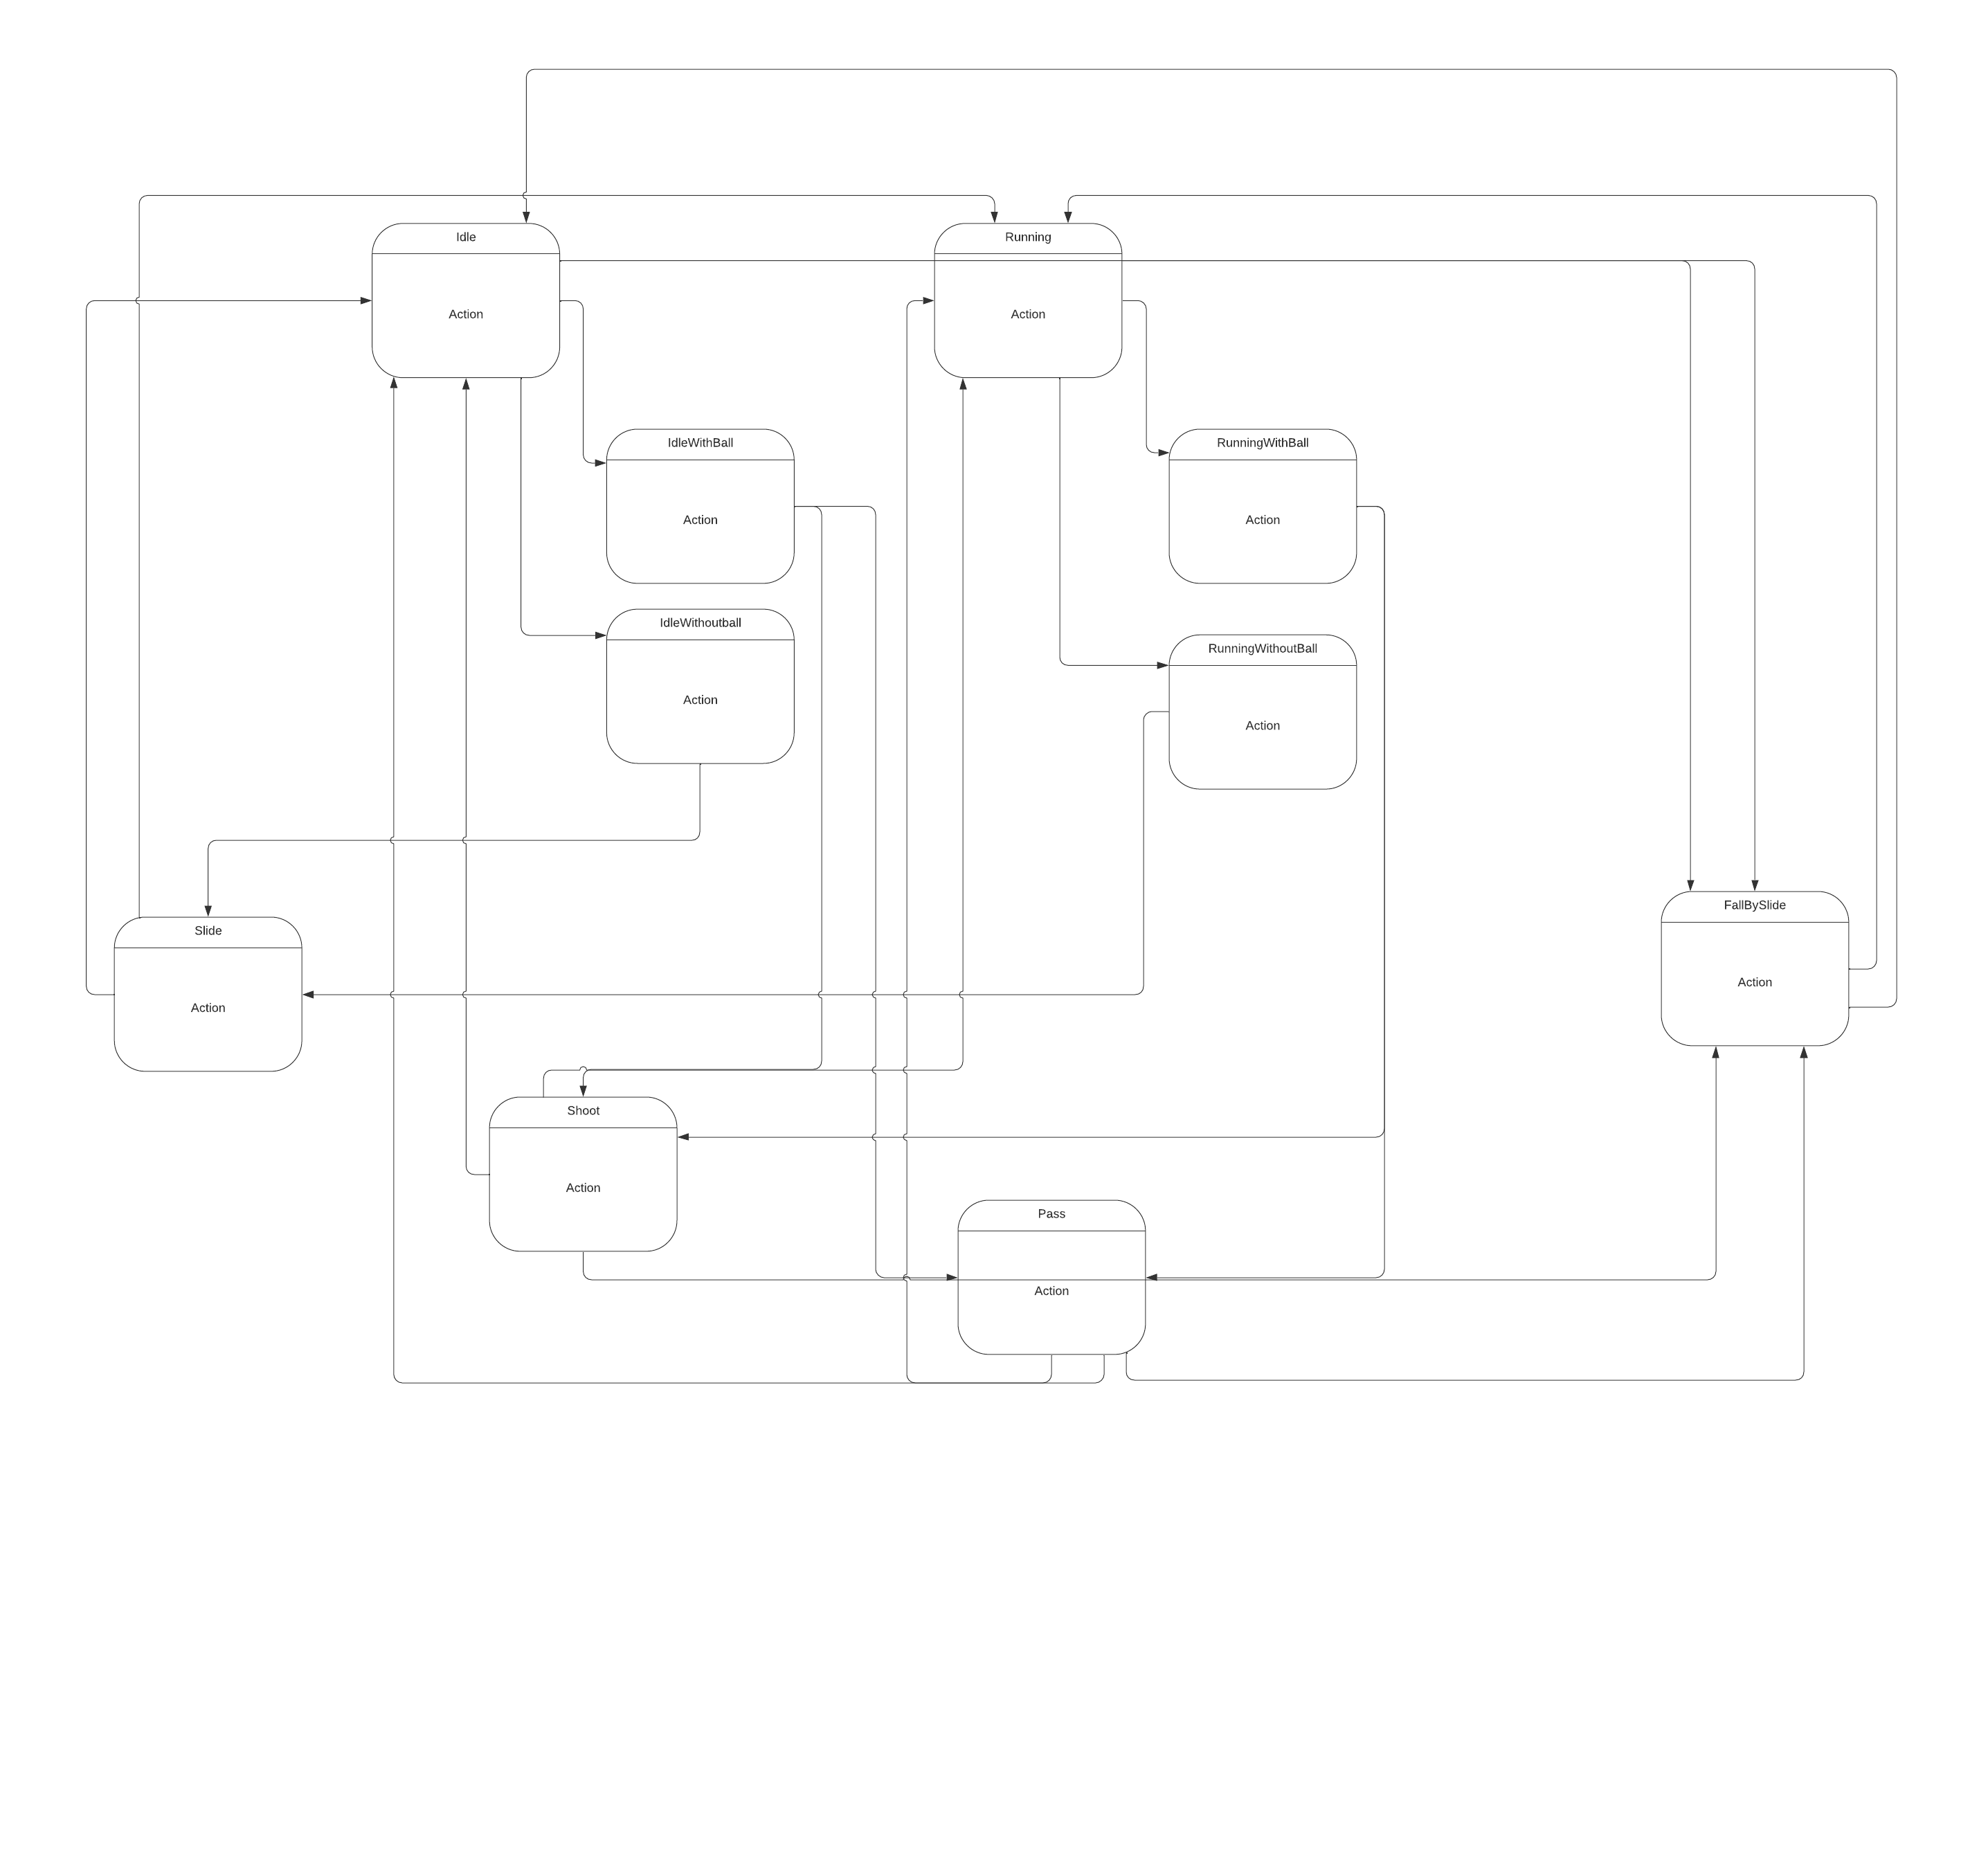 Idle
Action
Running
Action
IdleWithBall
Action
RunningWithBall
Action
IdleWithoutball
Action
RunningWithoutBall
Action
FallBySlide
Action
Slide
Action
Shoot
Action
Pass
Action